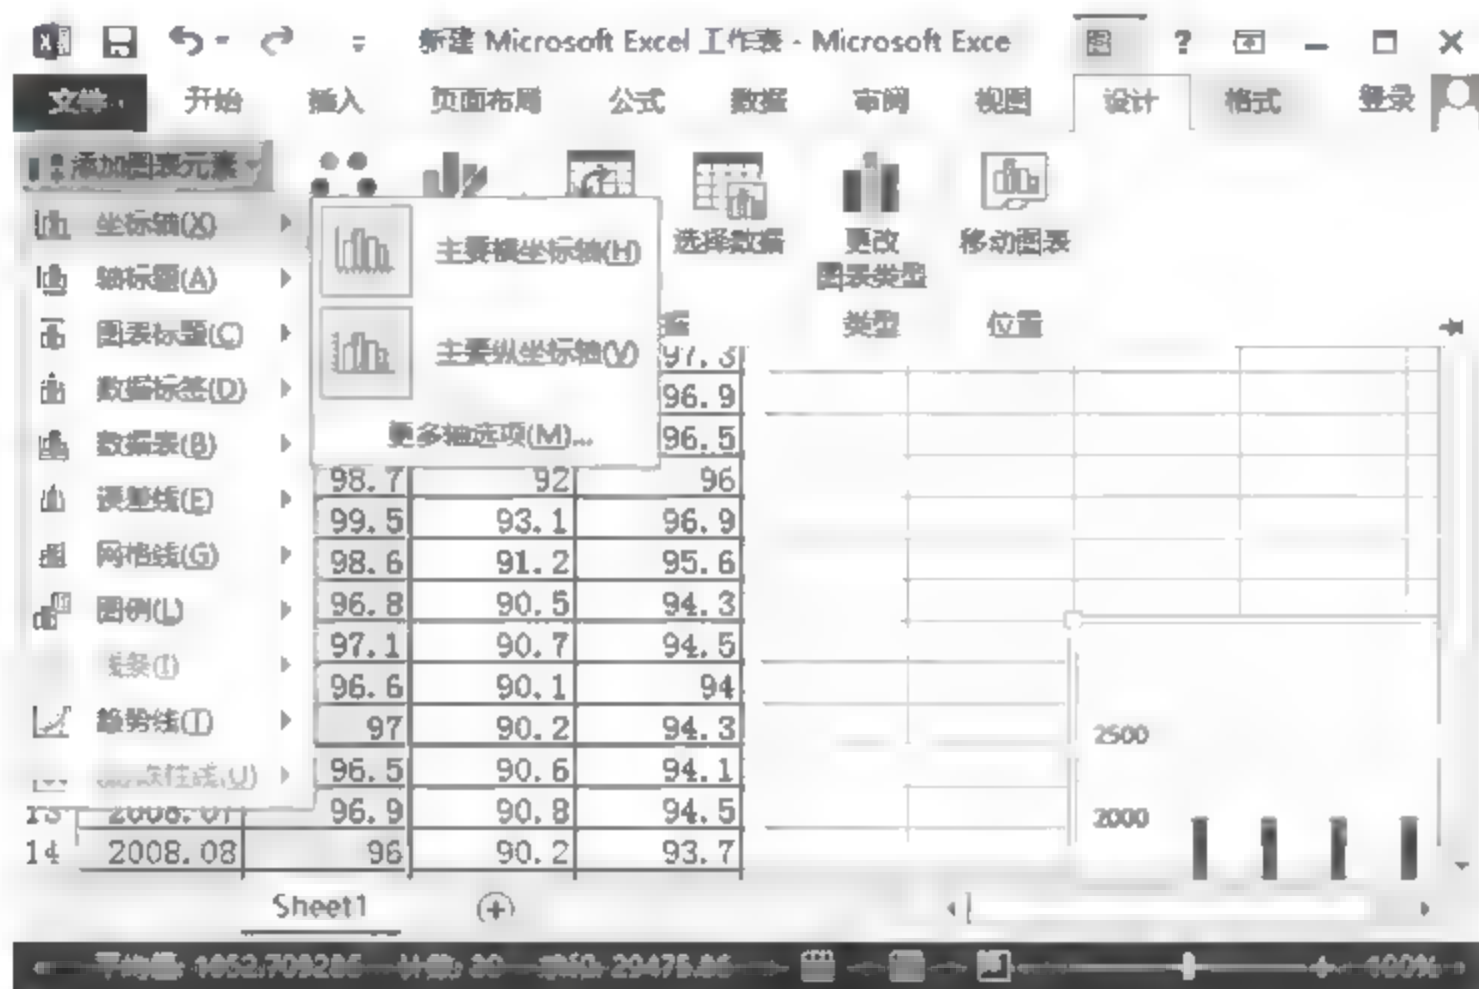 新建 Microsoft Excel 工作表 - Microsoft Exce
?
文件 开始 插入 页面布局 公式 数据 审阅 视图 设计 格式 登录
添加图表元素
坐标轴(X)
轴标题(A)
图表标题(C)
数据标签(D)
数据表(B)
误差线(E)
网格线(G)
图例(L)
线条(I)
趋势线(T)
主要横坐标轴(H)
主要纵坐标轴(V)
更多轴选项(M)...
选择数据
更改
图表类型
移动图表
类型
位置
97.3
96.9
96.5
98.7 92 96
99.5 93.1 96.9
98.6 91.2 95.6
96.8 90.5 94.3
97.1 90.7 94.5
96.6 90.1 94
97 90.2 94.3
96.5 90.6 94.1
13 2008.07 96.9 90.8 94.5
14 2008.08 96 90.2 93.7
2500
2000
Sheet1
100%